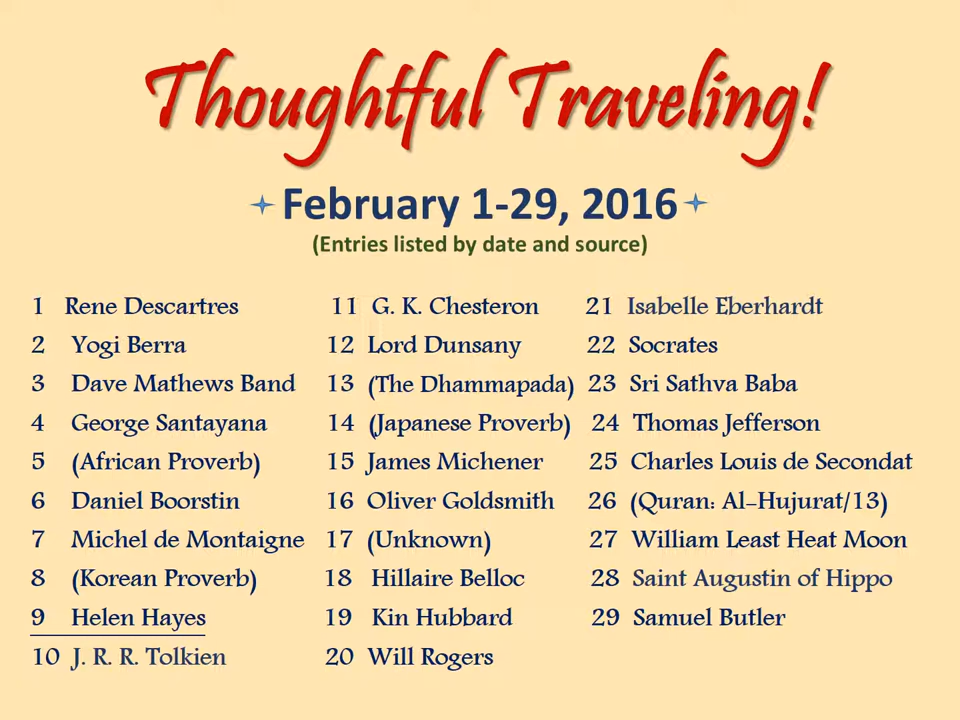 Thoughtful Traveling!
February 1-29, 2016
(Entries listed by date and source)
1 Rene Descartres
2 Yogi Berra
3 Dave Mathews Band
4 George Santayana
5 (African Proverb)
6 Daniel Boorstin
7 Michel de Montaigne
8 (Korean Proverb)
9 Helen Hayes
10 J. R. R. Tolkien
11 G. K. Chesteron
12 Lord Dunsany
13 (The Dhammapada)
14 (Japanese Proverb)
15 James Michener
16 Oliver Goldsmith
17 (Unknown)
18 Hillaire Belloc
19 Kin Hubbard
20 Will Rogers
21 Isabelle Eberhardt
22 Socrates
23 Sri Sathva Baba
24 Thomas Jefferson
25 Charles Louis de Secondat
26 (Quran: Al-Hujurat/13)
27 William Least Heat Moon
28 Saint Augustin of Hippo
29 Samuel Butler